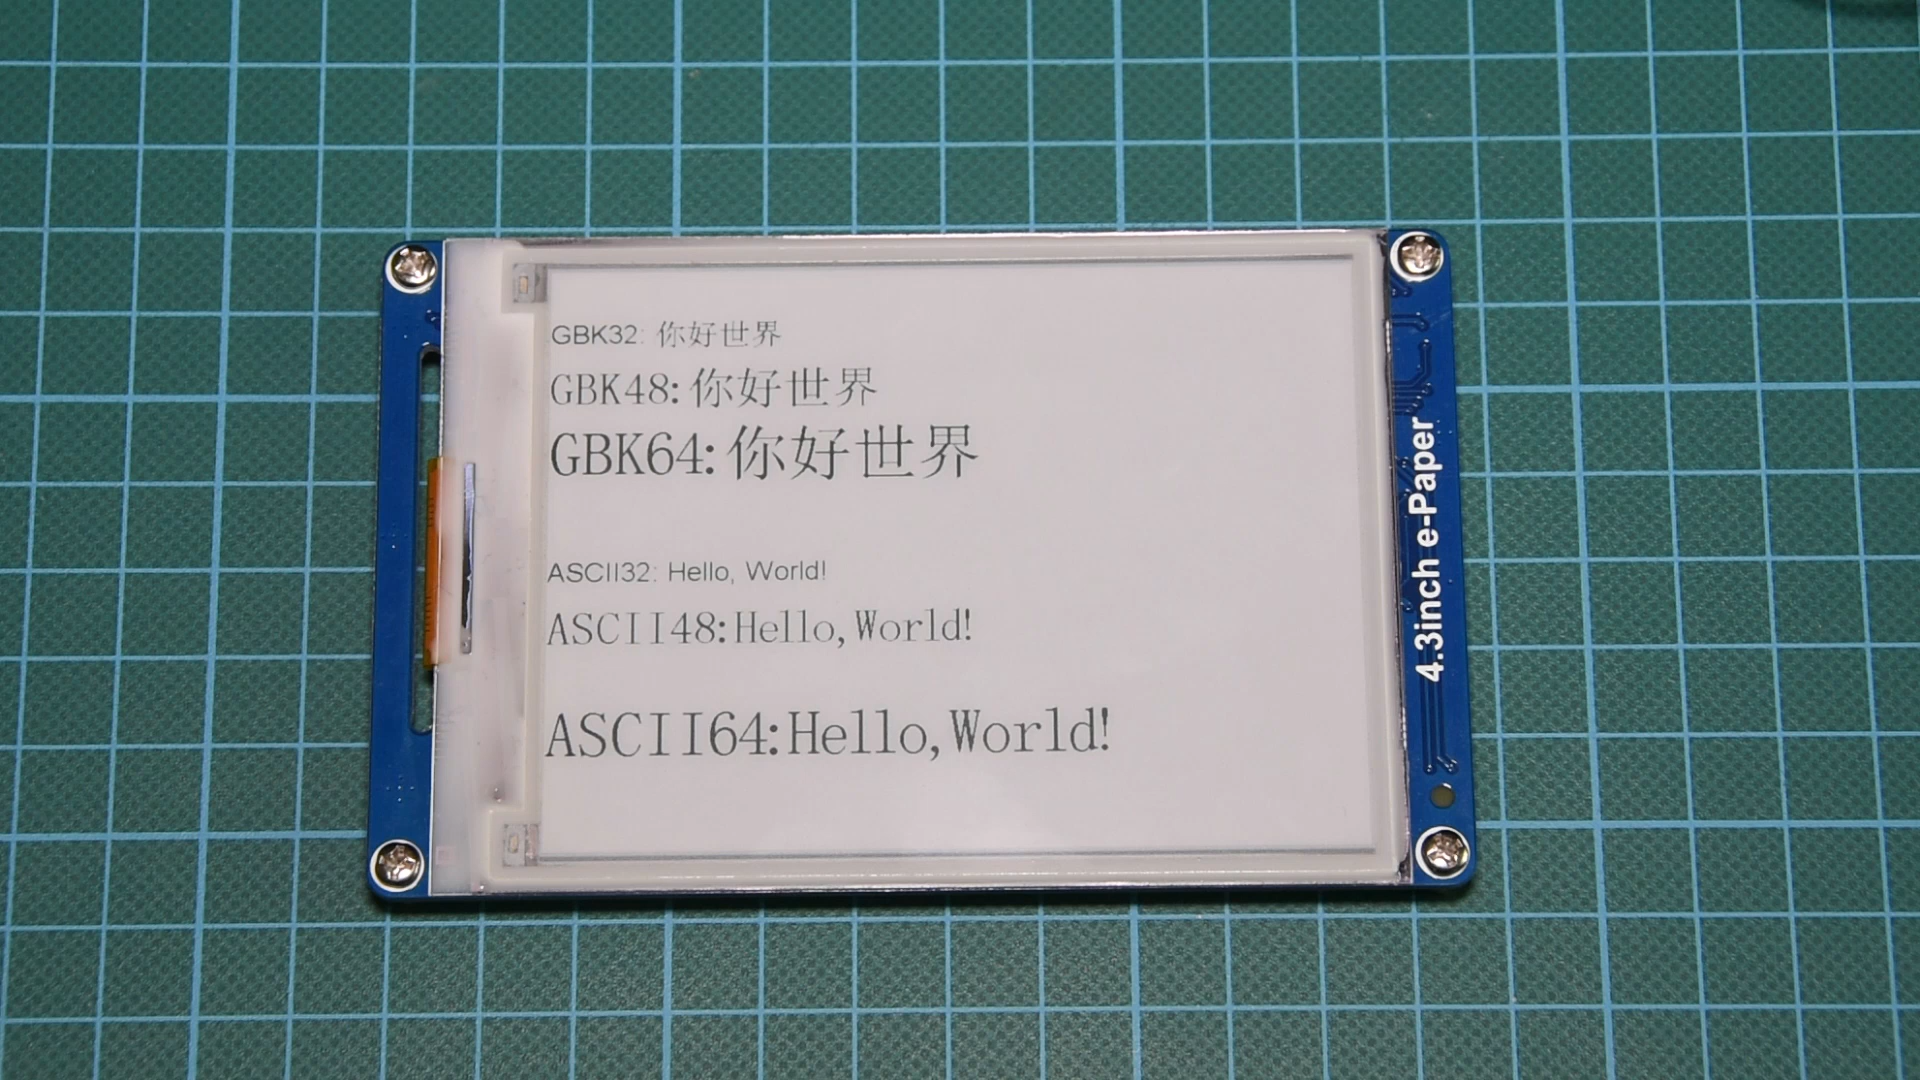 GBK32: 你好世界
GBK48:你好世界
GBK64:你好世界
ASCII32: Hello, World!
ASCII48:Hello,World!
ASCII64:Hello,World!
4.3inch e-Paper